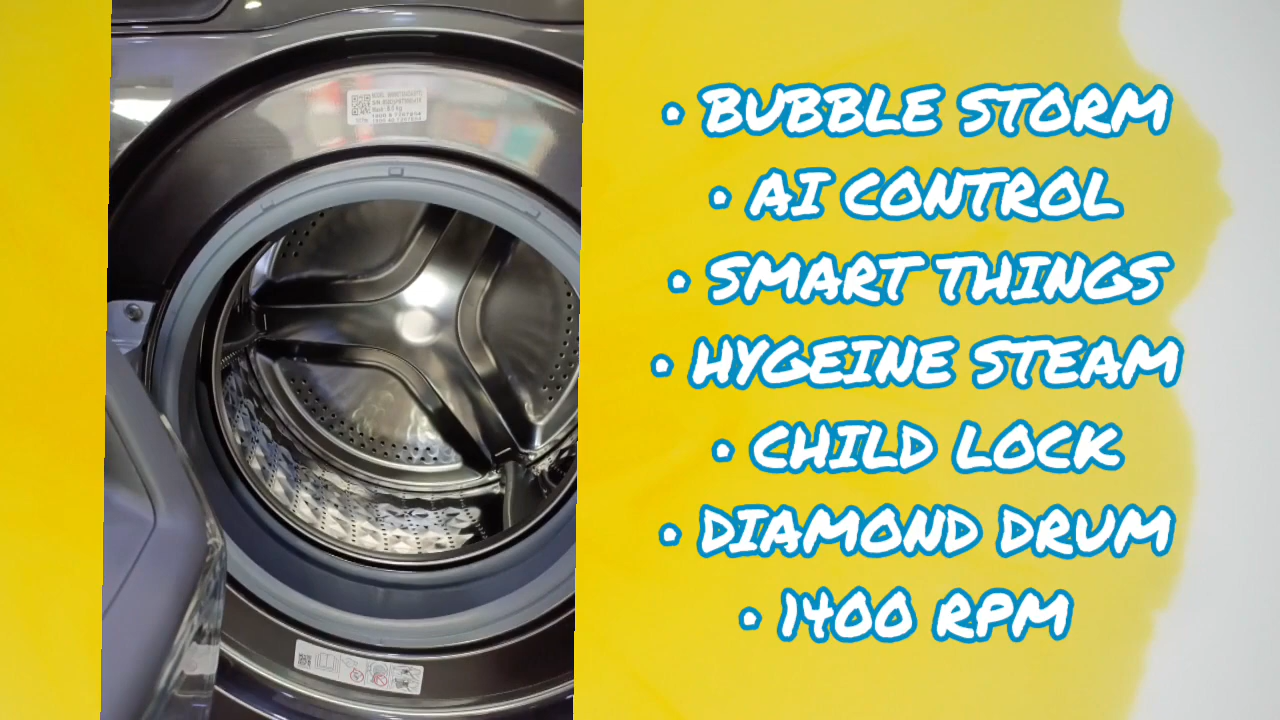 • BUBBLE STORM
• AI CONTROL
• SMART THINGS
• HYGEINE STEAM
• CHILD LOCK
• DIAMOND DRUM
• 1400 RPM